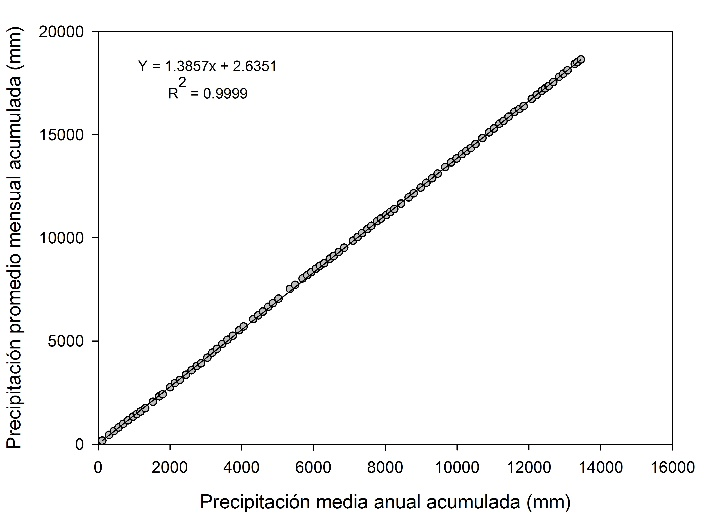 20000
15000
10000
5000
0
Precipitación promedio mensual acumulada (mm)
Y = 1.3857x + 2.6351
R2 = 0.9999
0 2000 4000 6000 8000 10000 12000 14000 16000
Precipitación media anual acumulada (mm)